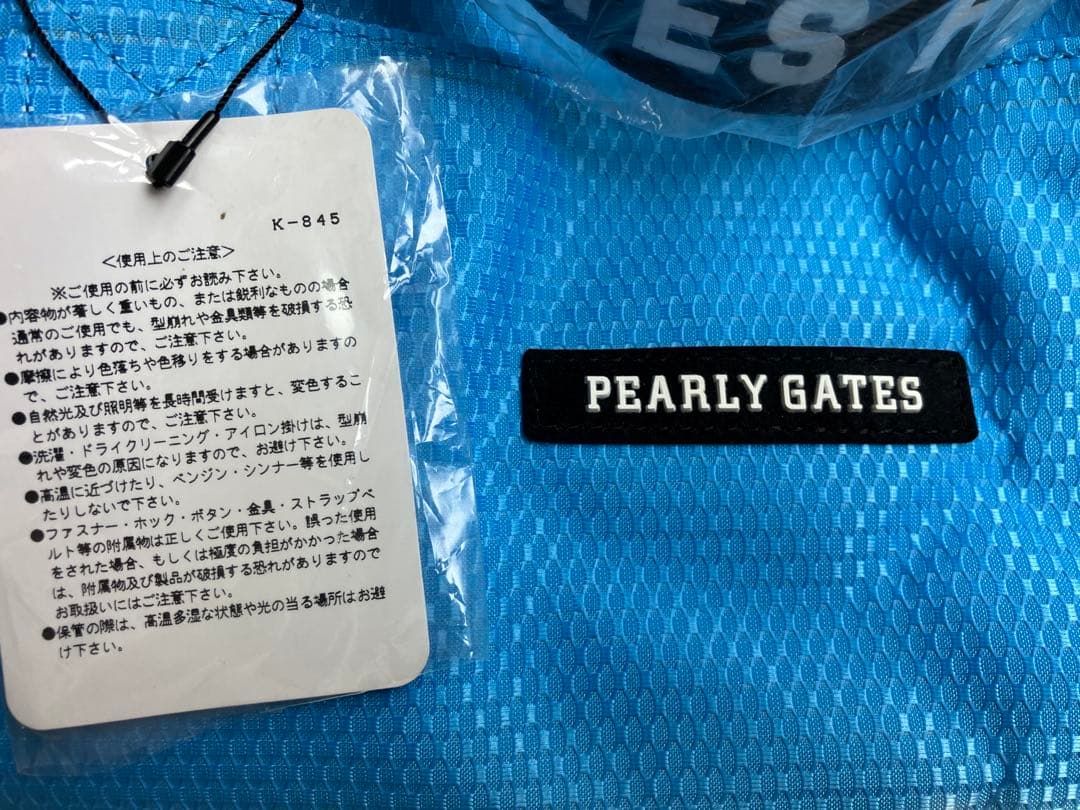 ES
K-845
<使用上のご注意>
※ご使用の前に必ずお読み下さい。
●内容物が著しく重いもの、または鋭利なものの場合
通常のご使用でも、型崩れや金具類等を破損する恐
れがありますので、ご注意下さい。
●摩擦により色落ちや色移りをする場合がありますの
で、ご注意下さい。
●自然光及び照明等を長時間受けますと、変色するこ
とがありますので、ご注意下さい。
●洗濯・ドライクリーニング・アイロン掛けは、型崩
れや変色の原因になりますので、お避け下さい。
●高温に近づけたり、ベンジン・シンナー等を使用し
たりしないで下さい。
●ファスナー・ホック・ボタン・金具・ストラップベ
ルト等の附属物は正しくご使用下さい。誤った使用
をされた場合、もしくは極度の負担がかかった場合
は、附属物及び製品が破損する恐れがありますので
お取扱いにはご注意下さい。
●保管の際は、高温多湿な状態や光の当る場所はお避
け下さい。
PEARLY GATES